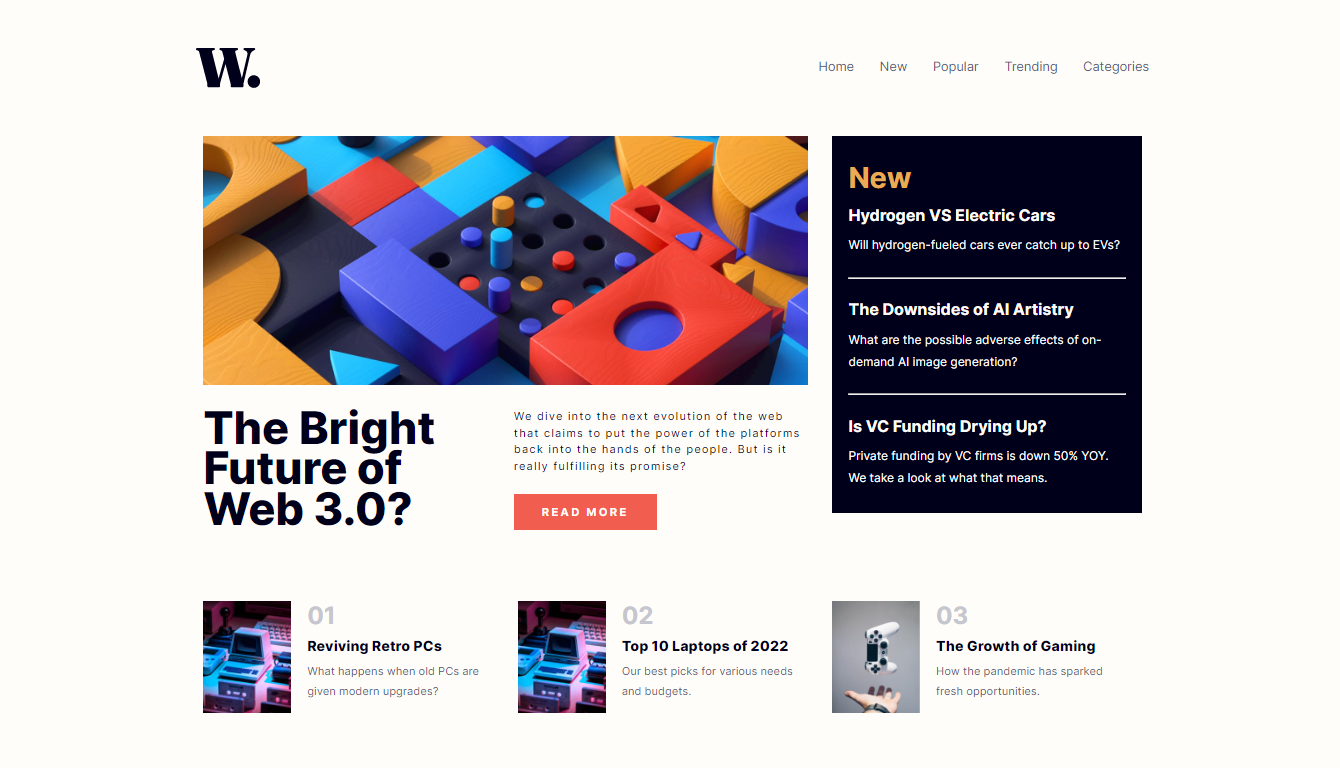 W.
Home New Popular Trending Categories
The Bright
Future of
Web 3.0?
We dive into the next evolution of the web
that claims to put the power of the platforms
back into the hands of the people. But is it
really fulfilling its promise?
READ MORE
New
Hydrogen VS Electric Cars
Will hydrogen-fueled cars ever catch up to EVs?
The Downsides of AI Artistry
What are the possible adverse effects of on-
demand AI image generation?
Is VC Funding Drying Up?
Private funding by VC firms is down 50% YOY.
We take a look at what that means.
01
Reviving Retro PCs
What happens when old PCs are
given modern upgrades?
02
Top 10 Laptops of 2022
Our best picks for various needs
and budgets.
03
The Growth of Gaming
How the pandemic has sparked
fresh opportunities.